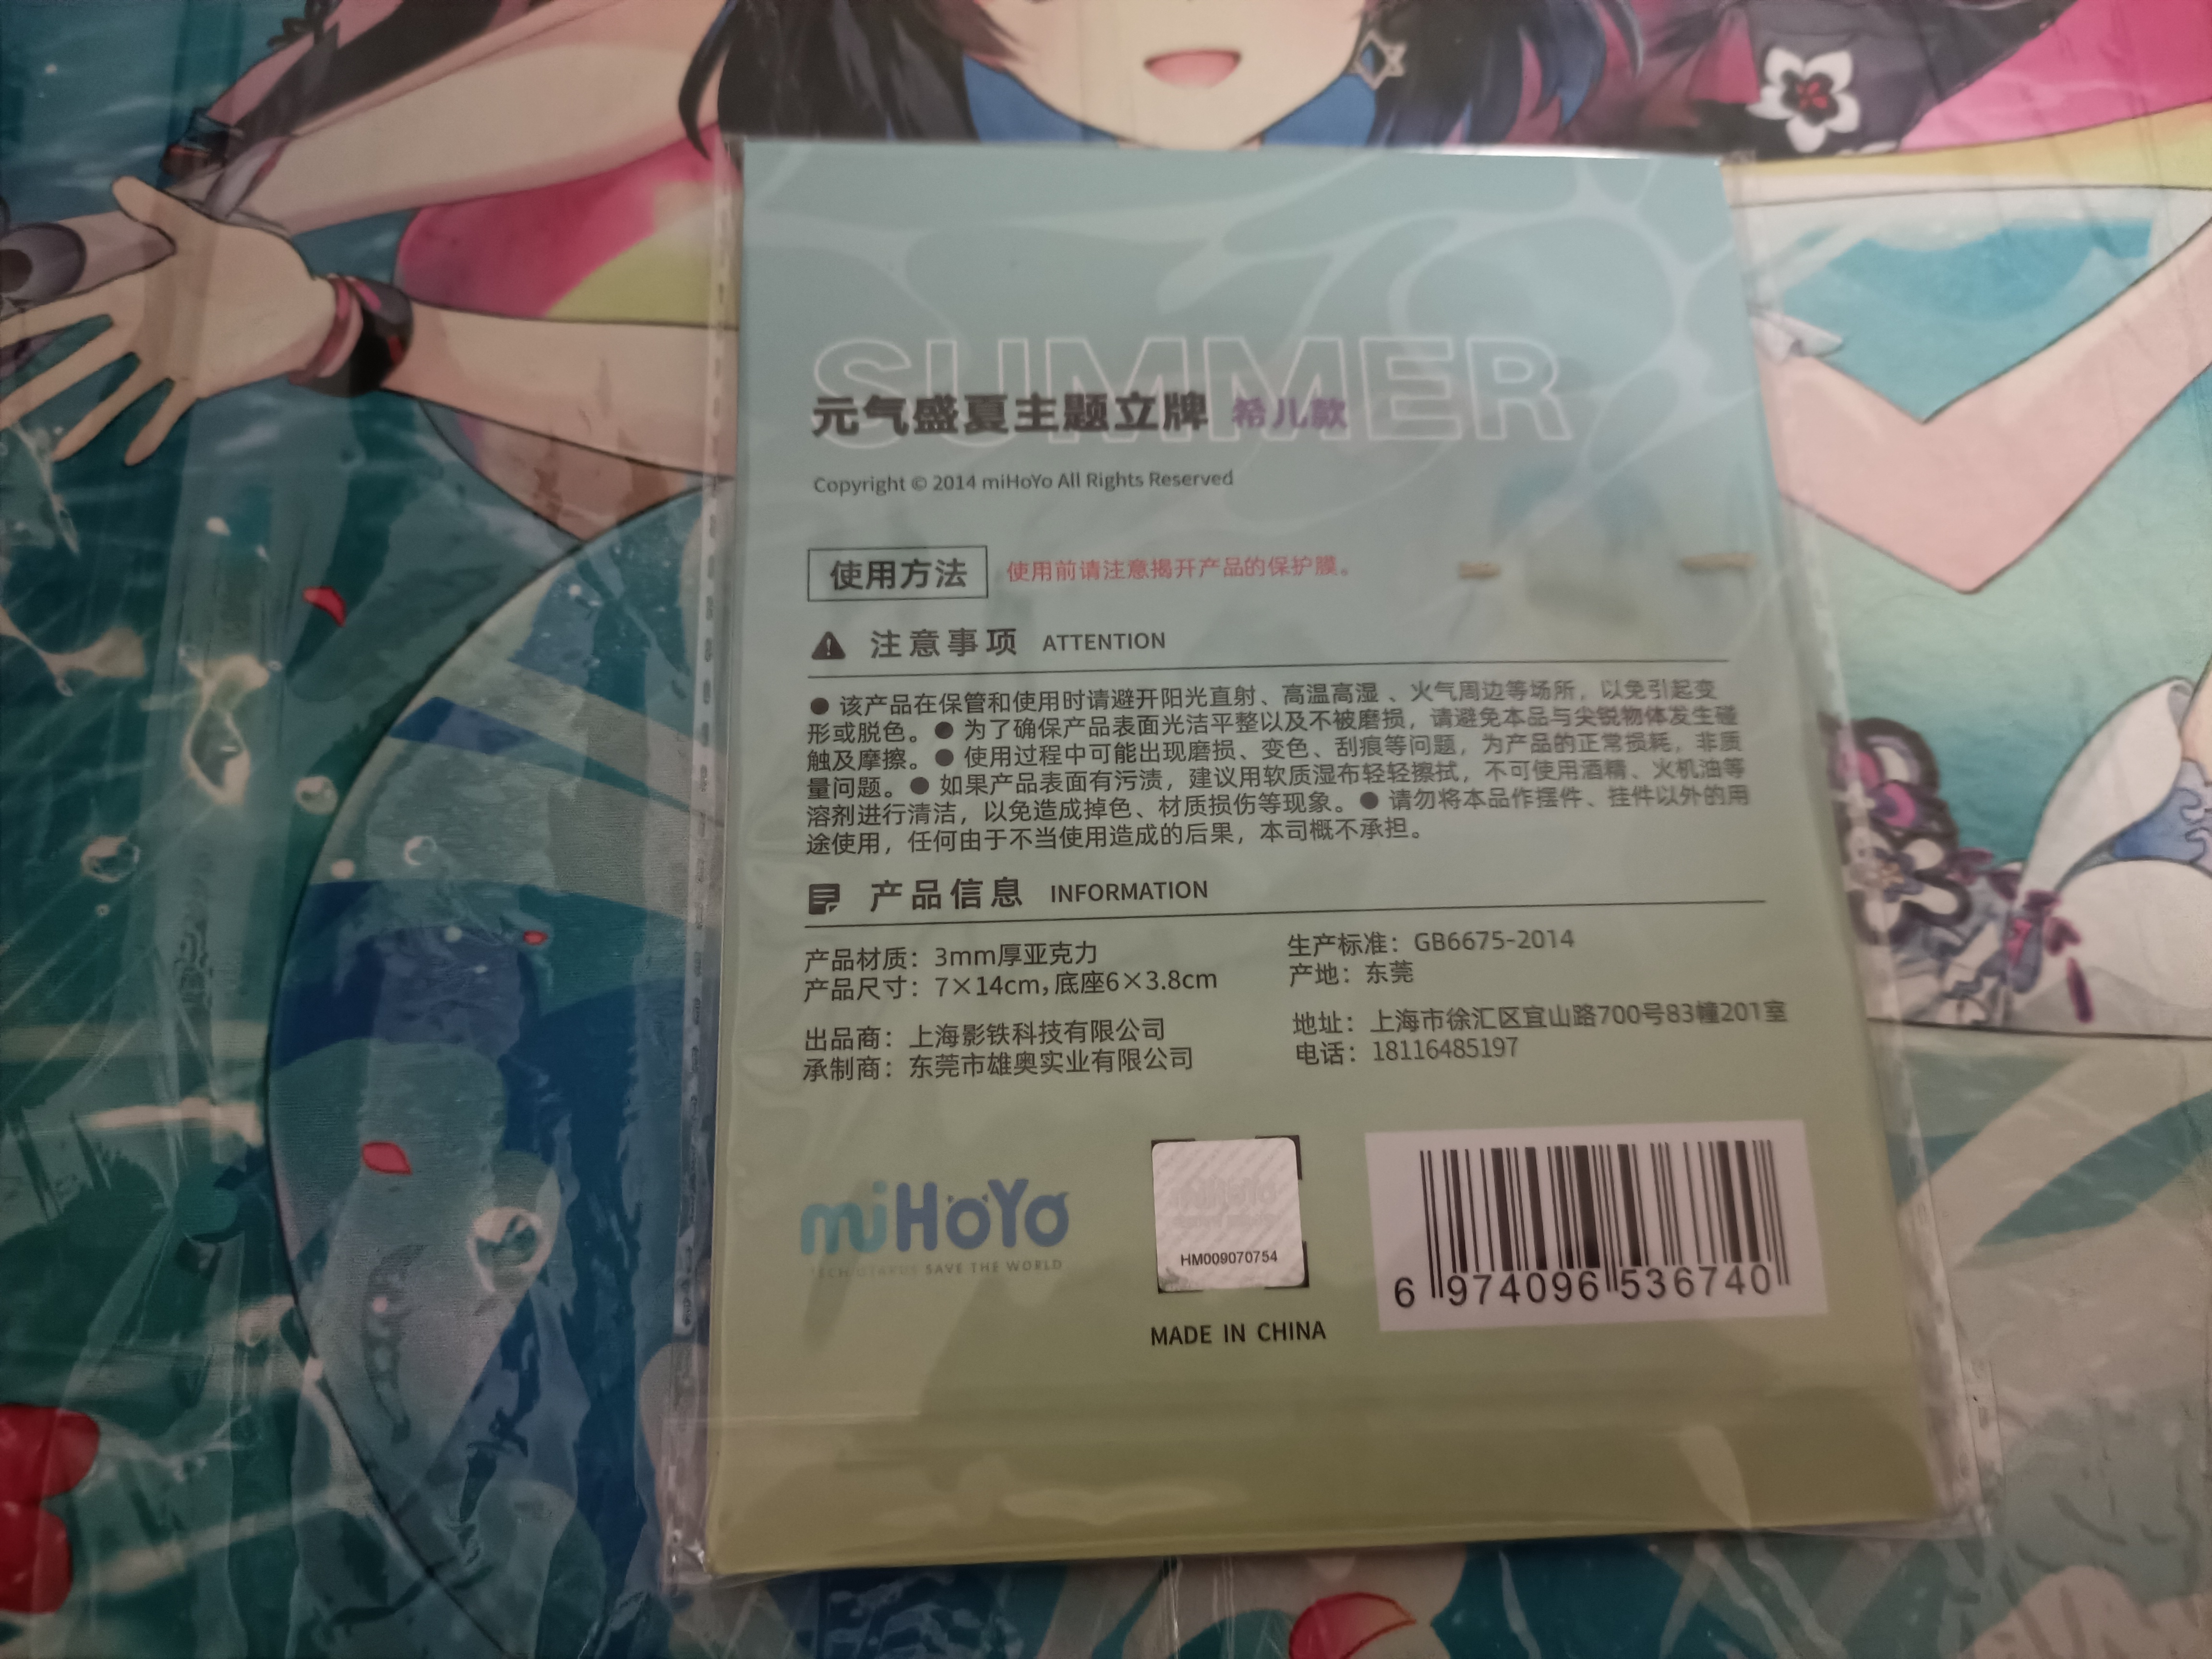 SUMMER
元气盛夏主题立牌 希儿款
Copyright © 2014 miHoYo All Rights Reserved
使用方法 使用前请注意揭开产品的保护膜。
注意事项 ATTENTION
● 该产品在保管和使用时请避开阳光直射、高温高湿 、火气周边等场所，以免引起变
形或脱色。● 为了确保产品表面光洁平整以及不被磨损，请避免本品与尖锐物体发生碰
触及摩擦。● 使用过程中可能出现磨损、变色、刮痕等问题，为产品的正常损耗，非质
量问题。● 如果产品表面有污渍，建议用软质湿布轻轻擦拭，不可使用酒精、火机油等
溶剂进行清洁，以免造成掉色、材质损伤等现象。● 请勿将本品作摆件、挂件以外的用
途使用，任何由于不当使用造成的后果，本司概不承担。
产品信息 INFORMATION
产品材质：3mm厚亚克力
产品尺寸：7×14cm，底座6×3.8cm
生产标准：GB6675-2014
产地：东莞
出品商：上海影铁科技有限公司
承制商：东莞市雄奥实业有限公司
地址：上海市徐汇区宜山路700号83幢201室
电话：18116485197
miHoYo
TECH OTAKUS SAVE THE WORLD
miHoYo
HM009070754
MADE IN CHINA
6 974096 536740